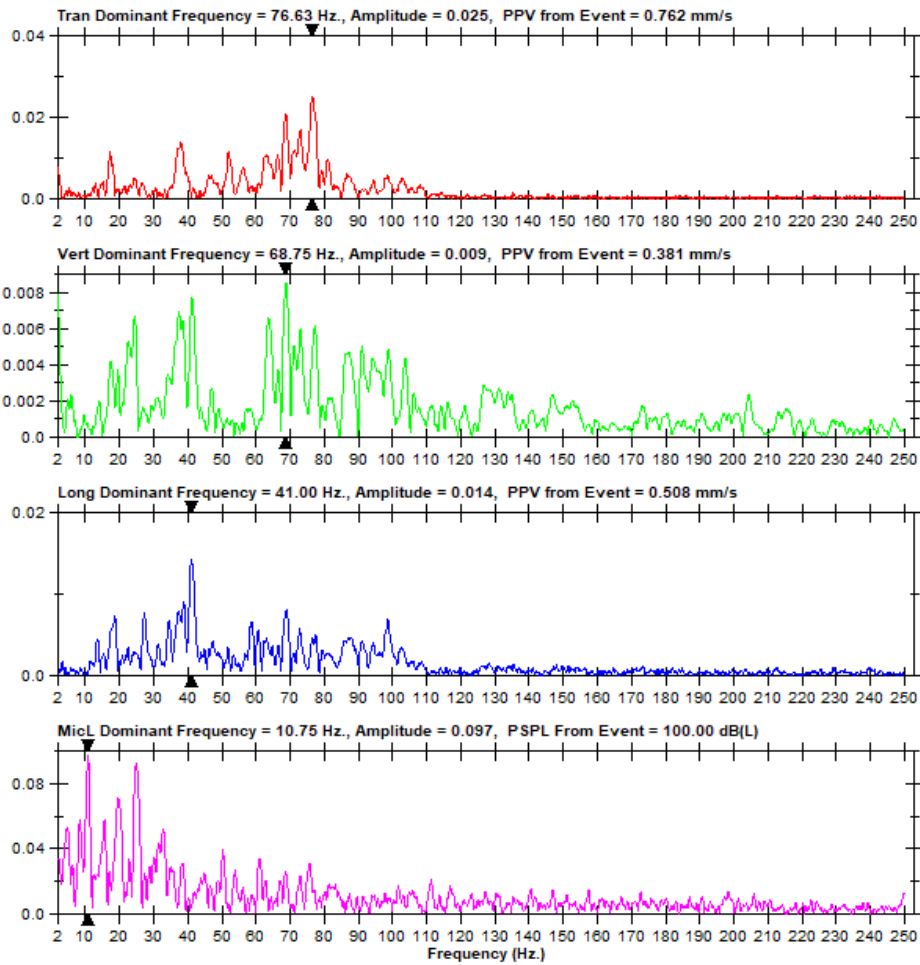 Tran Dominant Frequency = 76.63 Hz., Amplitude = 0.025, PPV from Event = 0.762 mm/s
0.04
0.02
0.0
2 10 20 30 40 50 60 70 80 90 100 110 120 130 140 150 160 170 180 190 200 210 220 230 240 250
Vert Dominant Frequency = 68.75 Hz., Amplitude = 0.009, PPV from Event = 0.381 mm/s
0.008
0.006
0.004
0.002
0.0
2 10 20 30 40 50 60 70 80 90 100 110 120 130 140 150 160 170 180 190 200 210 220 230 240 250
Long Dominant Frequency = 41.00 Hz., Amplitude = 0.014, PPV from Event = 0.508 mm/s
0.02
0.0
2 10 20 30 40 50 60 70 80 90 100 110 120 130 140 150 160 170 180 190 200 210 220 230 240 250
MicL Dominant Frequency = 10.75 Hz., Amplitude = 0.097, PSPL From Event = 100.00 dB(L)
0.08
0.04
0.0
2 10 20 30 40 50 60 70 80 90 100 110 120 130 140 150 160 170 180 190 200 210 220 230 240 250
Frequency (Hz.)